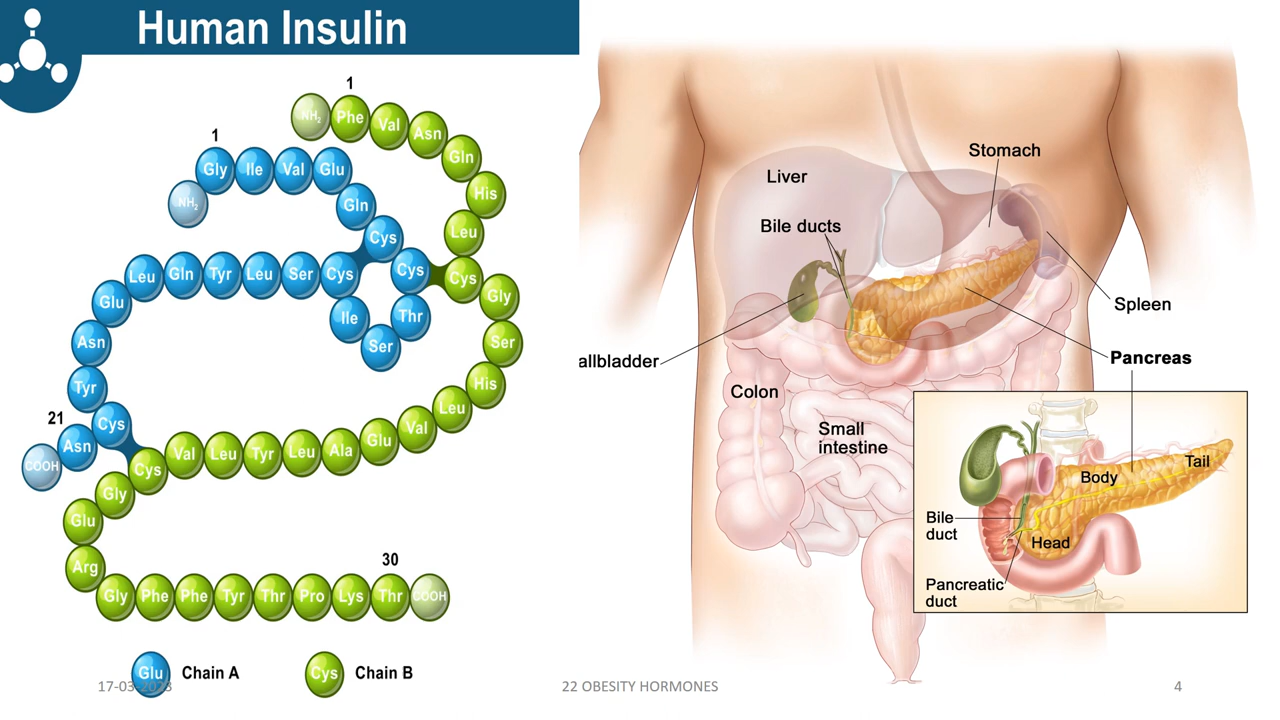 Human Insulin
1
NH₂ Phe Val Asn Gln His Leu Cys Gly Ser His Leu Val Glu Ala Leu Tyr Leu Val Cys Gly Glu Arg Gly Phe Phe Tyr Thr Pro Lys Thr COOH
30
1
NH₂ Gly Ile Val Glu Gln Cys Cys Thr Ser Ile Cys Ser Leu Tyr Gln Leu Glu Asn Tyr Cys Asn COOH
21
Glu Chain A
Cys Chain B
Liver
Stomach
Bile ducts
Spleen
allbladder
Pancreas
Colon
Small
intestine
Body
Tail
Bile
duct
Head
Pancreatic
duct
22 OBESITY HORMONES
4